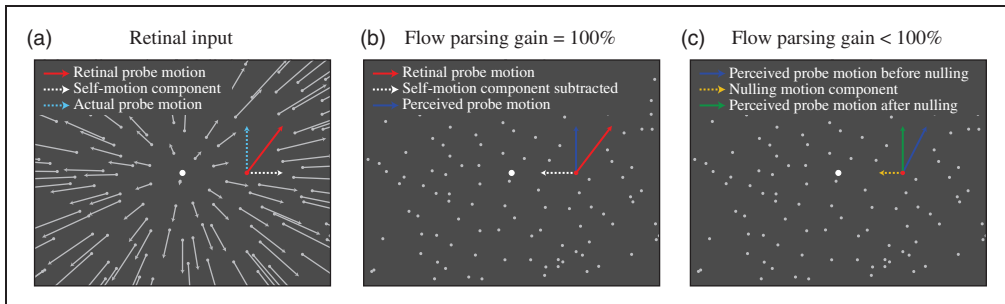 (a) Retinal input
Retinal probe motion
Self-motion component
Actual probe motion
(b) Flow parsing gain = 100%
Retinal probe motion
Self-motion component subtracted
Perceived probe motion
(c) Flow parsing gain < 100%
Perceived probe motion before nulling
Nulling motion component
Perceived probe motion after nulling